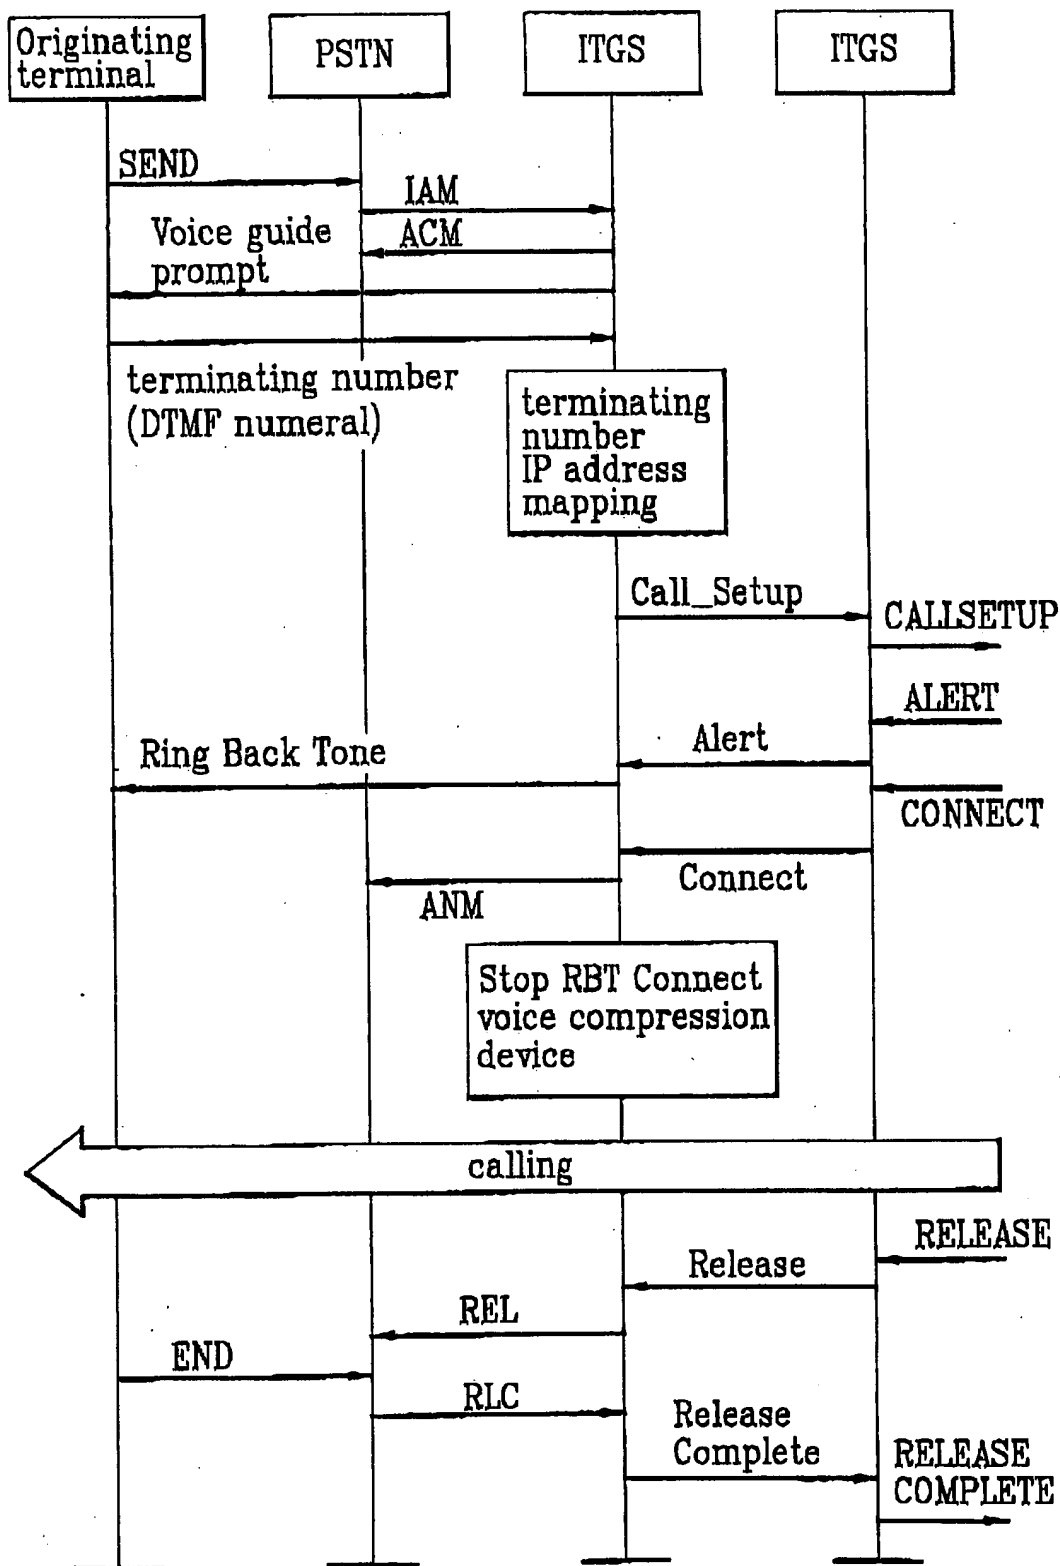 Originating
terminal
PSTN
ITGS
ITGS
SEND
IAM
ACM
Voice guide
prompt
terminating number
(DTMF numeral)
terminating
number
IP address
mapping
Call_Setup
CALLSETUP
ALERT
Alert
Ring Back Tone
CONNECT
Connect
ANM
Stop RBT Connect
voice compression
device
calling
RELEASE
Release
REL
END
RLC
Release
Complete
RELEASE
COMPLETE